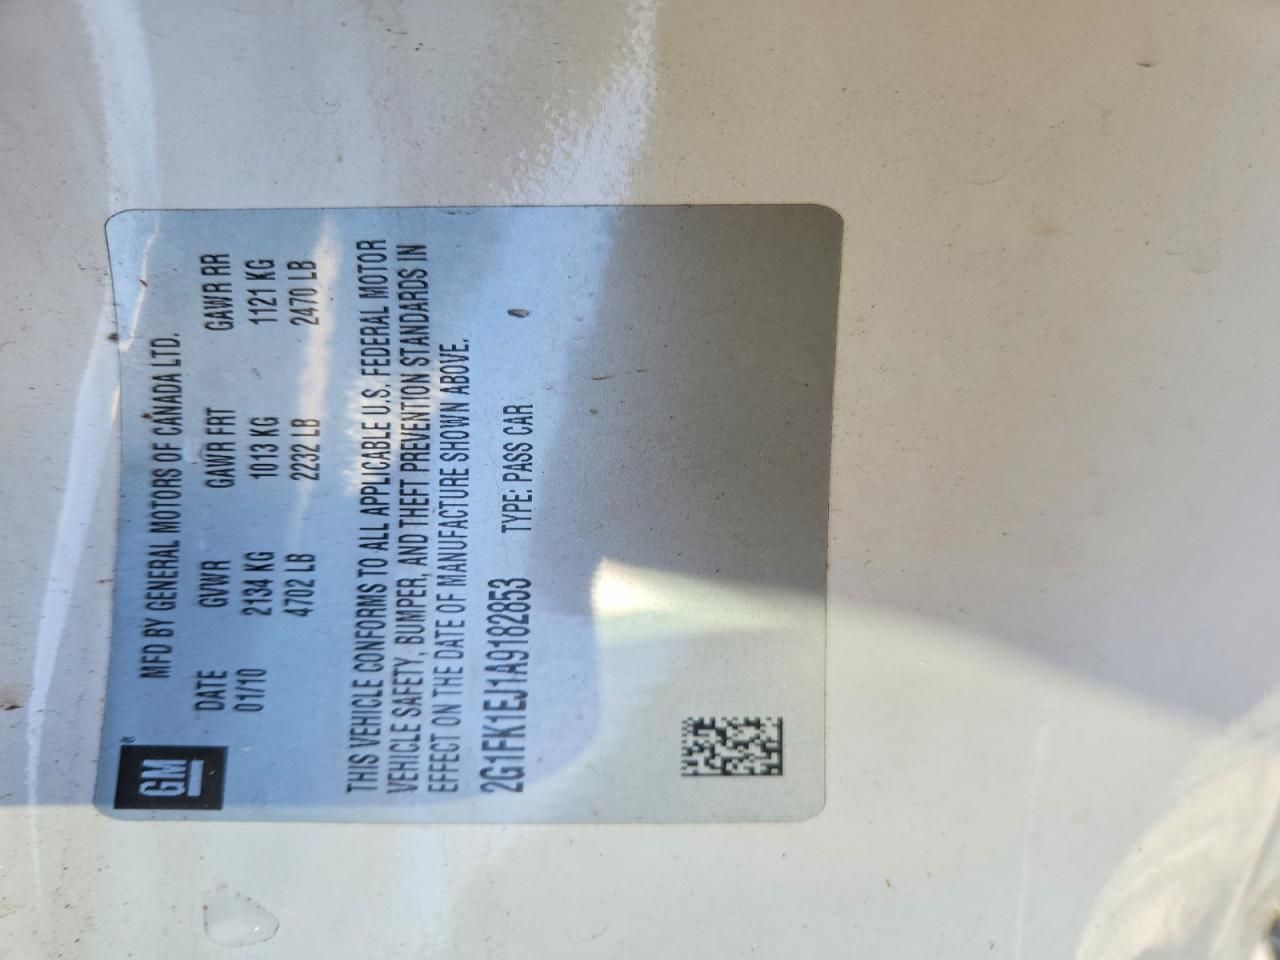 GM®
MFD BY GENERAL MOTORS OF CANADA LTD.
DATE GVWR GAWR FRT GAWR RR
01/10 2134 KG 1013 KG 1121 KG
4702 LB 2232 LB 2470 LB
THIS VEHICLE CONFORMS TO ALL APPLICABLE U.S. FEDERAL MOTOR
VEHICLE SAFETY, BUMPER, AND THEFT PREVENTION STANDARDS IN
EFFECT ON THE DATE OF MANUFACTURE SHOWN ABOVE.
2G1FK1EJ1A9182853 TYPE: PASS CAR